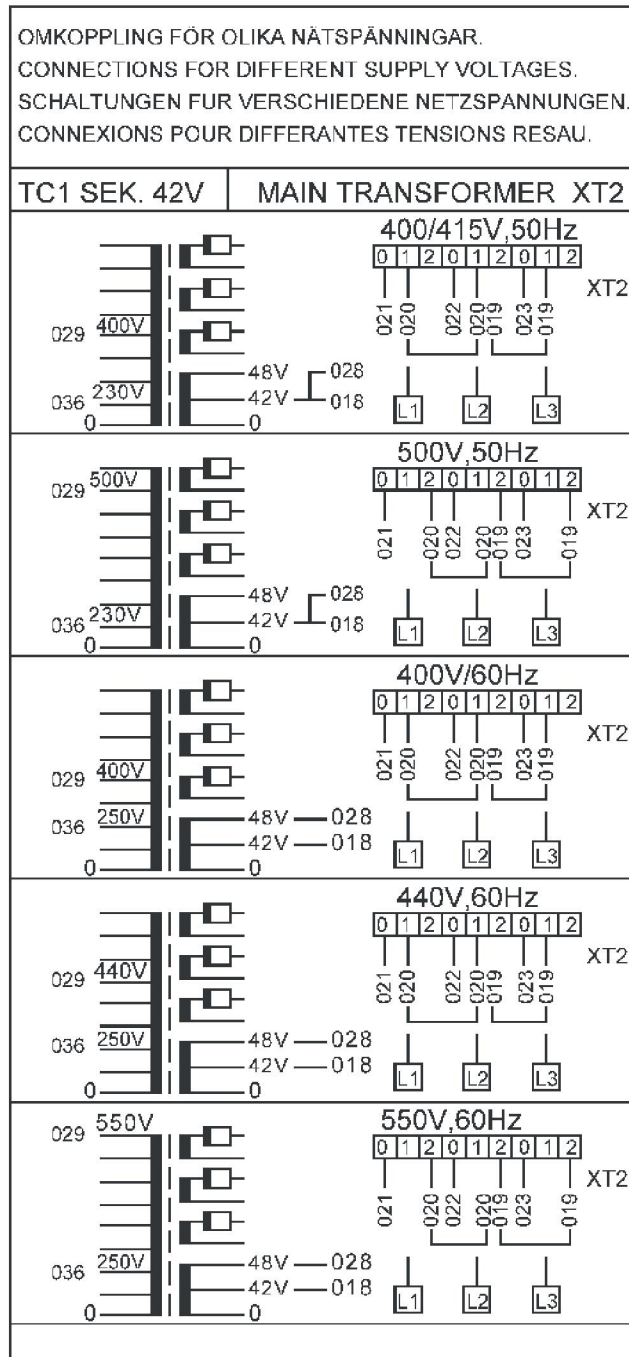 OMKOPPLING FÖR OLIKA NÄTSPÄNNINGAR.
CONNECTIONS FOR DIFFERENT SUPPLY VOLTAGES.
SCHALTUNGEN FUR VERSCHIEDENE NETZSPANNUNGEN.
CONNEXIONS POUR DIFFERANTES TENSIONS RESAU.
TC1 SEK. 42V MAIN TRANSFORMER XT2
400/415V,50Hz
0 1 2 0 1 2 0 1 2
XT2
021 020 022 020 019 023 019
029 400V
48V 028
036 230V 42V 018
0 0
L1 L2 L3
500V,50Hz
0 1 2 0 1 2 0 1 2
029 500V
XT2
021 020 022 020 019 023 019
48V 028
036 230V 42V 018
0 0
L1 L2 L3
400V/60Hz
0 1 2 0 1 2 0 1 2
XT2
021 020 022 020 019 023 019
029 400V
036 250V 48V 028
42V 018
0 0
L1 L2 L3
440V,60Hz
0 1 2 0 1 2 0 1 2
XT2
029 440V
021 020 022 020 019 023 019
036 250V 48V 028
42V 018
0 0
L1 L2 L3
550V,60Hz
029 550V
0 1 2 0 1 2 0 1 2
XT2
021 020 022 020 019 023 019
036 250V 48V 028
42V 018
0 0
L1 L2 L3